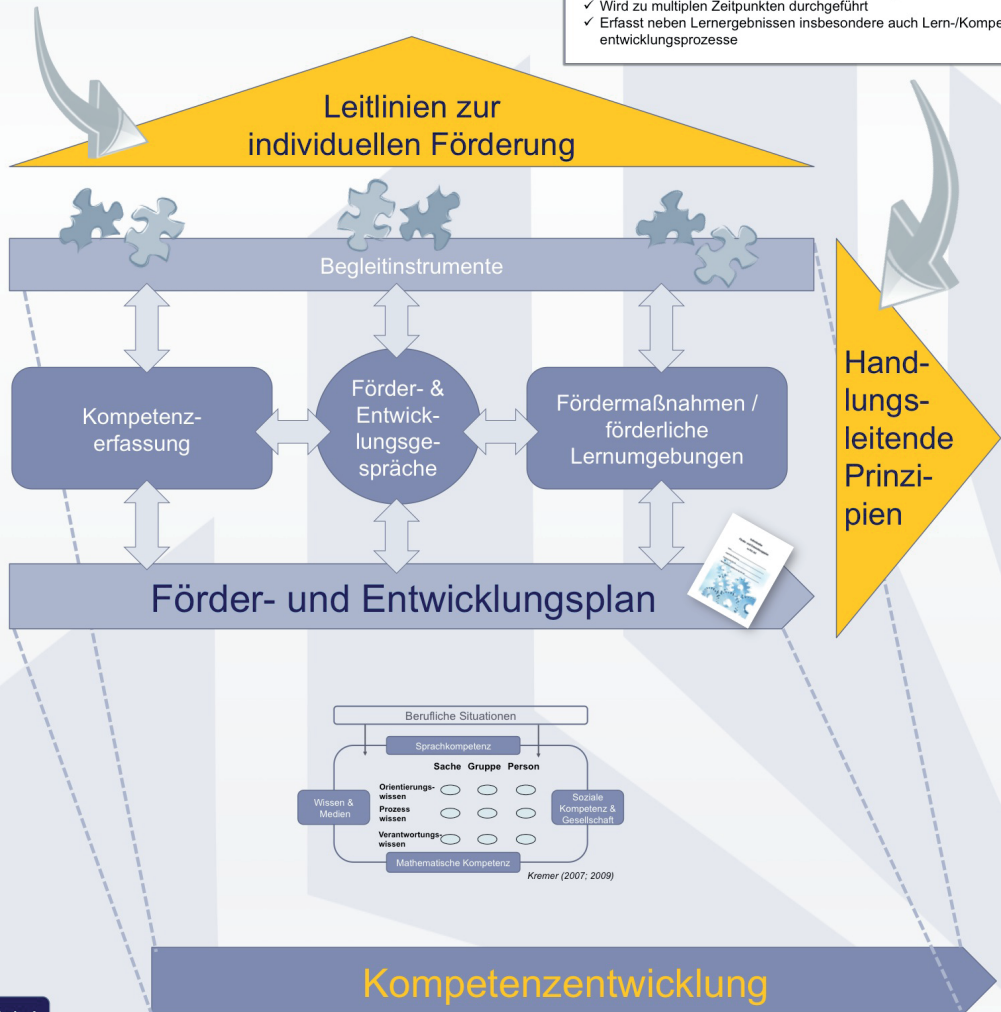 ✓ Wird zu multiplen Zeitpunkten durchgeführt
✓ Erfasst neben Lernergebnissen insbesondere auch Lern-/Kompe
entwicklungsprozesse
Leitlinien zur
individuellen Förderung
Begleitinstrumente
Kompetenz-
erfassung
Förder- &
Entwick-
lungsge-
spräche
Fördermaßnahmen /
förderliche
Lernumgebungen
Hand-
lungs-
leitende
Prinzi-
pien
Förder- und Entwicklungsplan
Berufliche Situationen
Sprachkompetenz
Sache Gruppe Person
Orientierungs-
wissen
Prozess
wissen
Verantwortungs-
wissen
Wissen &
Medien
Soziale
Kompetenz &
Gesellschaft
Mathematische Kompetenz
Kremer (2007; 2009)
Kompetenzentwicklung